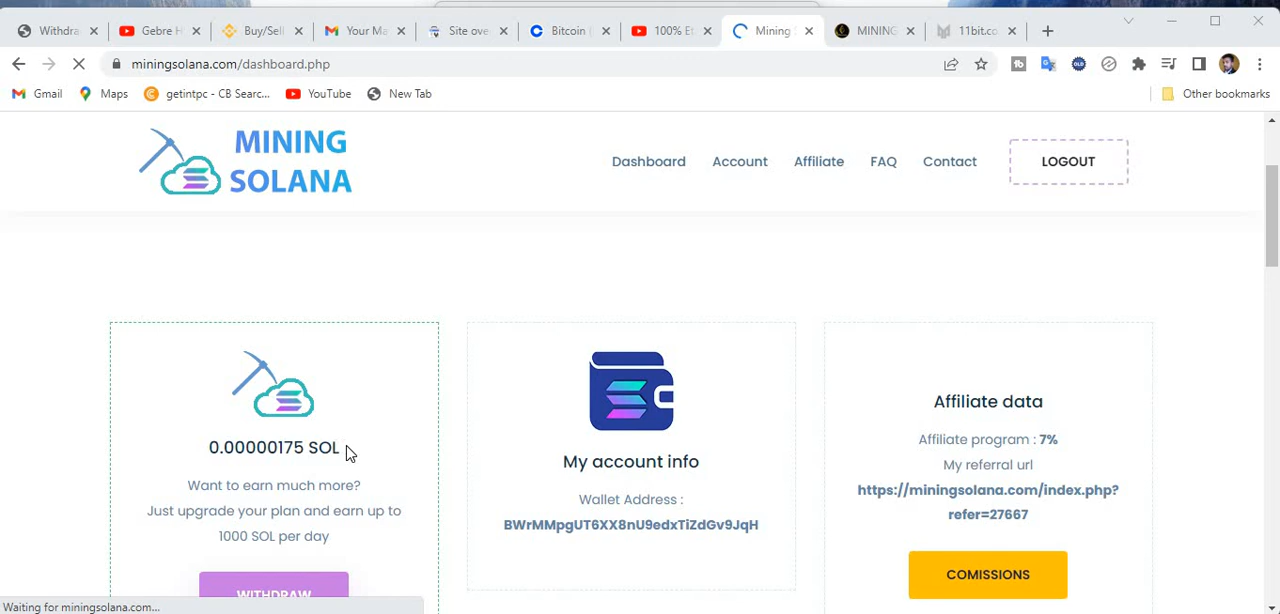 Withdra
Gebre H
Buy/Sell
Your Ma
Site ove
Bitcoin
100% Et
Mining S
MINING
11bit.co
miningsolana.com/dashboard.php
Gmail
Maps
getintpc - CB Searc...
YouTube
New Tab
Other bookmarks
MINING
SOLANA
Dashboard
Account
Affiliate
FAQ
Contact
LOGOUT
0.00000175 SOL
Want to earn much more?
Just upgrade your plan and earn up to
1000 SOL per day
WITHDRAW
My account info
Wallet Address :
BWrMMpgUT6XX8nU9edxTiZdGv9JqH
Affiliate data
Affiliate program : 7%
My referral url
https://miningsolana.com/index.php?
refer=27667
COMISSIONS
Waiting for miningsolana.com...